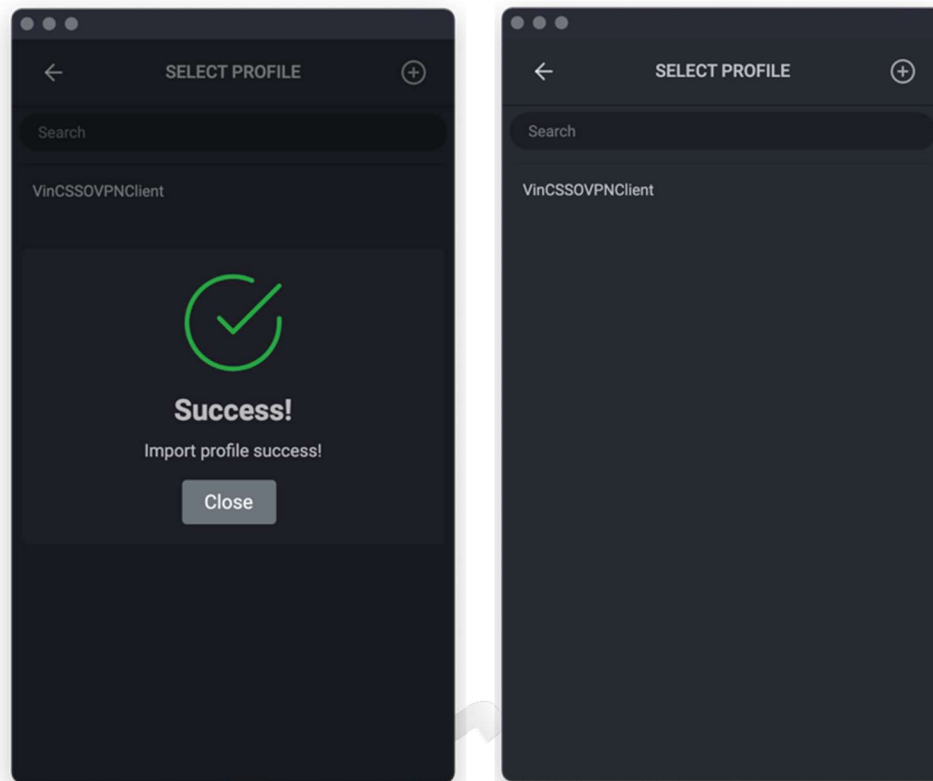 SELECT PROFILE
Search
VinCSSOVPNClient
Success!
Import profile success!
Close
SELECT PROFILE
Search
VinCSSOVPNClient